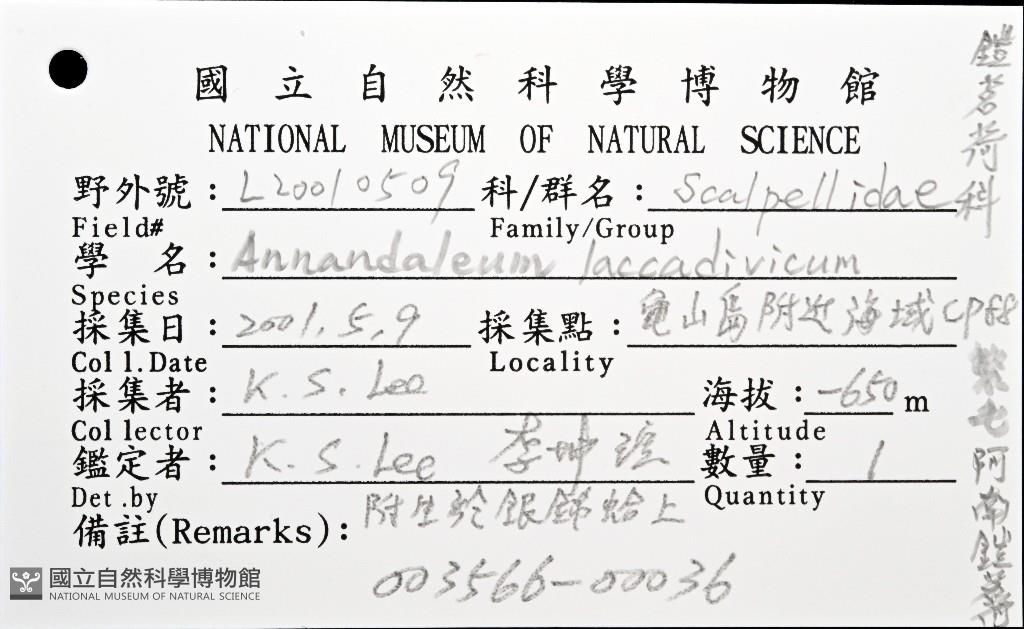 國立自然科學博物館
NATIONAL MUSEUM OF NATURAL SCIENCE
野外號：L20010509 科/群名：Scalpellidae
Field# Family/Group
學 名：Annandaleum laccadivicum
Species
採集日：2001.5.9 採集點：龜山島附近海域CP88
Coll.Date Locality
採集者：K.S. Lee 海拔：-650 m
Collector Altitude
鑑定者：K.S. Lee 李坤瑄 數量：1
Det.by Quantity
備註(Remarks)：附生於銀錦蛤上
003566-00036
鎧茗荷科
紫七阿南鎧茗荷
國立自然科學博物館
NATIONAL MUSEUM OF NATURAL SCIENCE